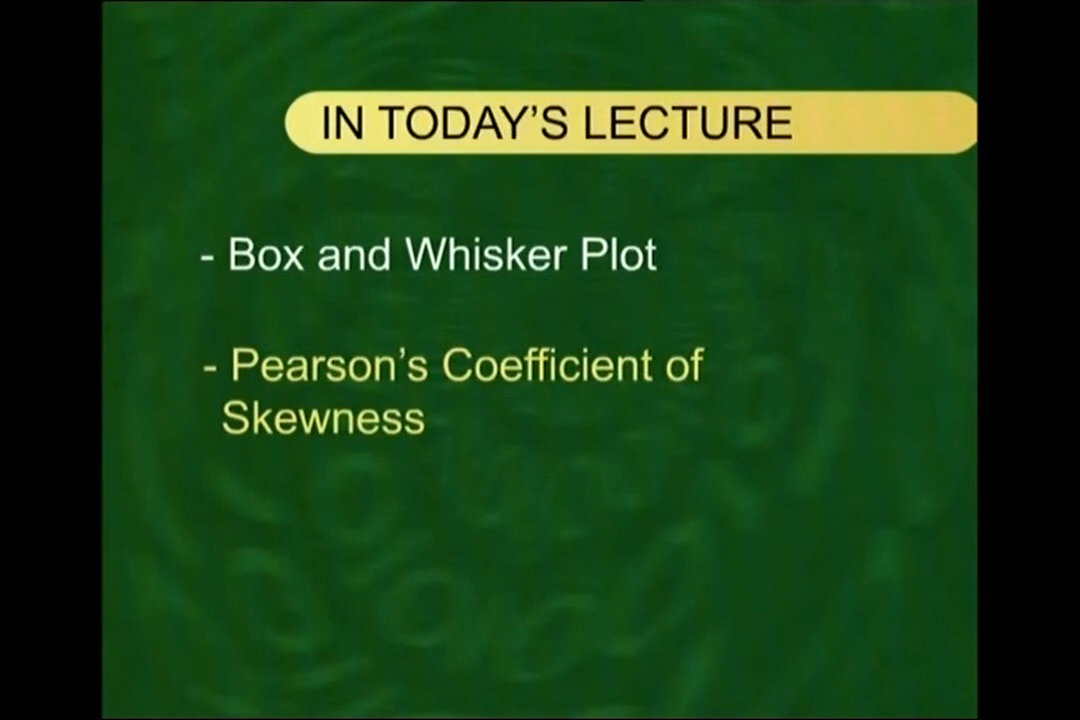 IN TODAY’S LECTURE
- Box and Whisker Plot
- Pearson’s Coefficient of
Skewness